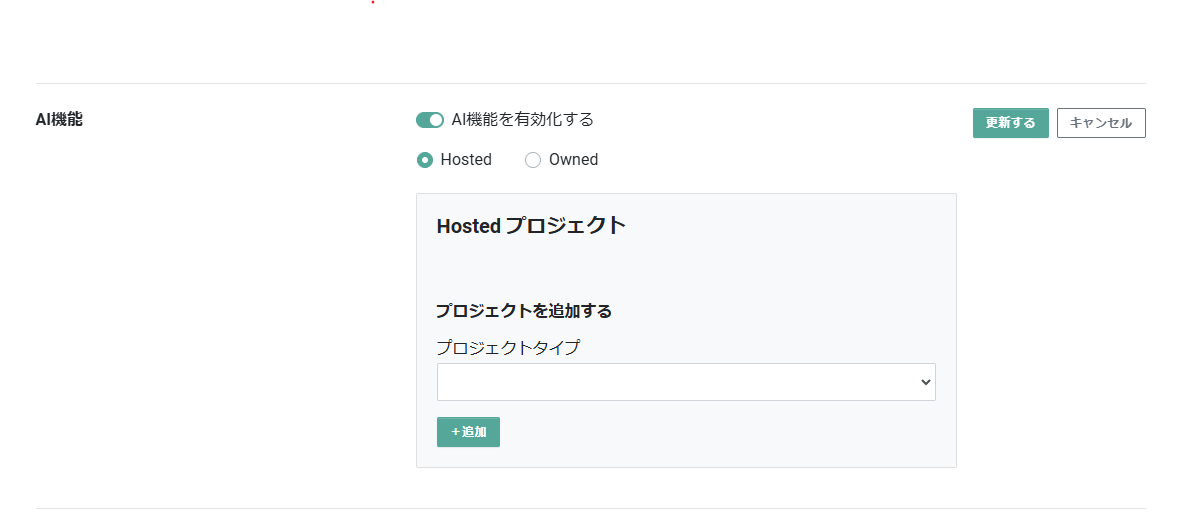 AI機能
AI機能を有効化する
更新する
キャンセル
Hosted
Owned
Hosted プロジェクト
プロジェクトを追加する
プロジェクトタイプ
+追加